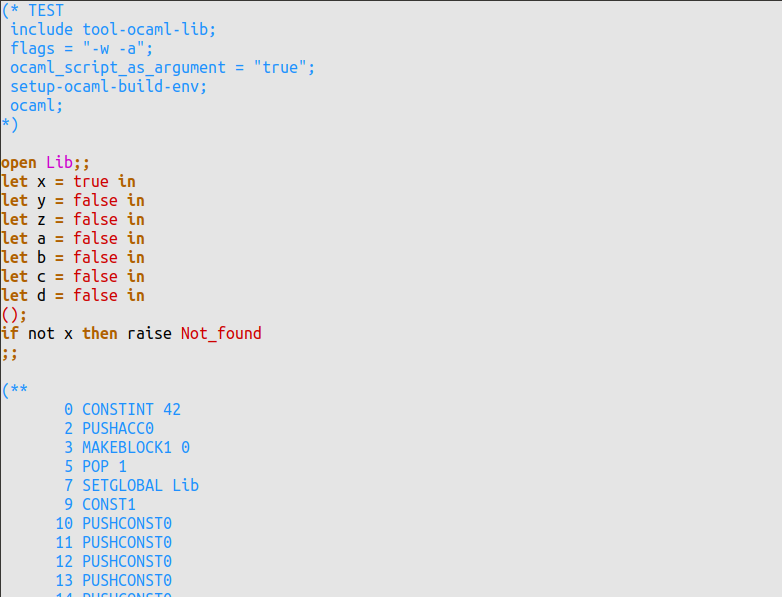 (* TEST
 include tool-ocaml-lib;
 flags = "-w -a";
 ocaml_script_as_argument = "true";
 setup-ocaml-build-env;
 ocaml;
*)

open Lib;;
let x = true in
let y = false in
let z = false in
let a = false in
let b = false in
let c = false in
let d = false in
();
if not x then raise Not_found
;;

(**
       0 CONSTINT 42
       2 PUSHACC0
       3 MAKEBLOCK1 0
       5 POP 1
       7 SETGLOBAL Lib
       9 CONST1
      10 PUSHCONST0
      11 PUSHCONST0
      12 PUSHCONST0
      13 PUSHCONST0
      14 PUSHCONST0